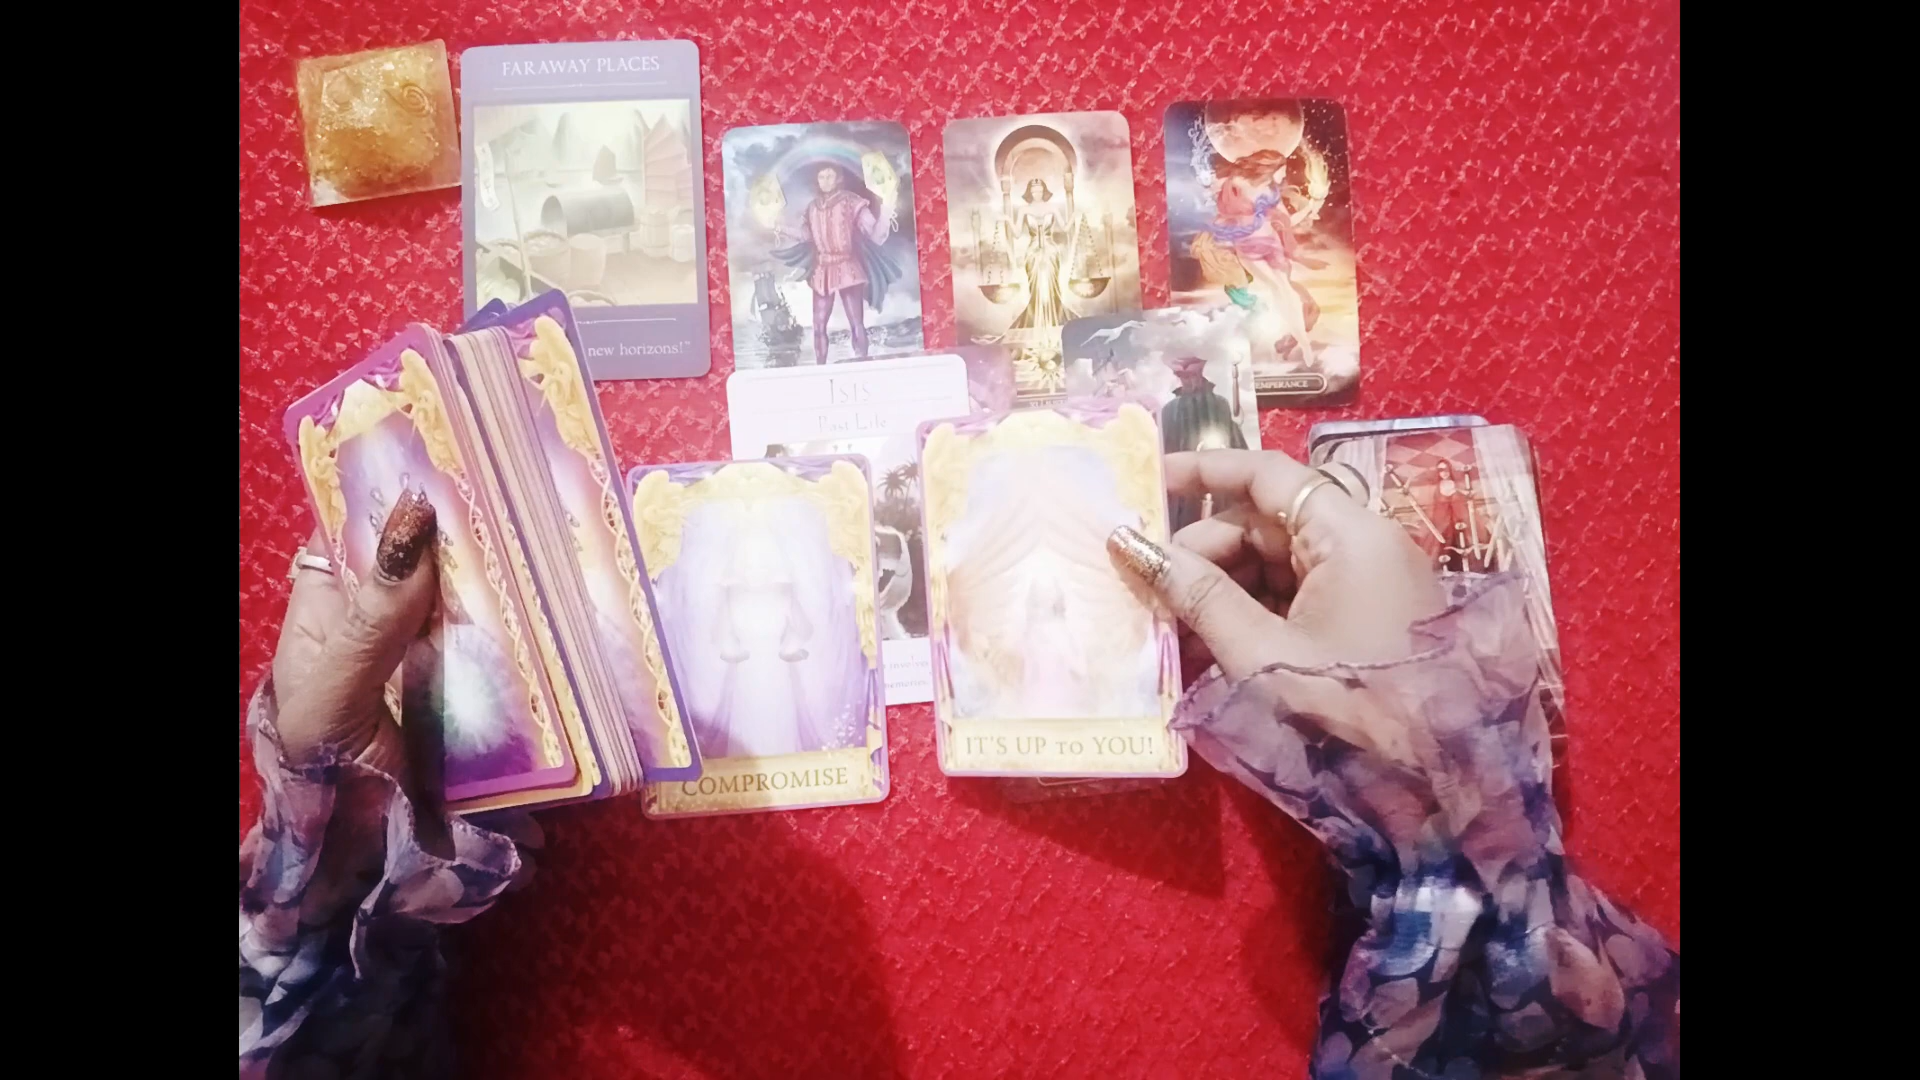 FARAWAY PLACES
new horizons!"
TEMPERANCE
ISIS
Past Life
COMPROMISE
IT'S UP TO YOU!